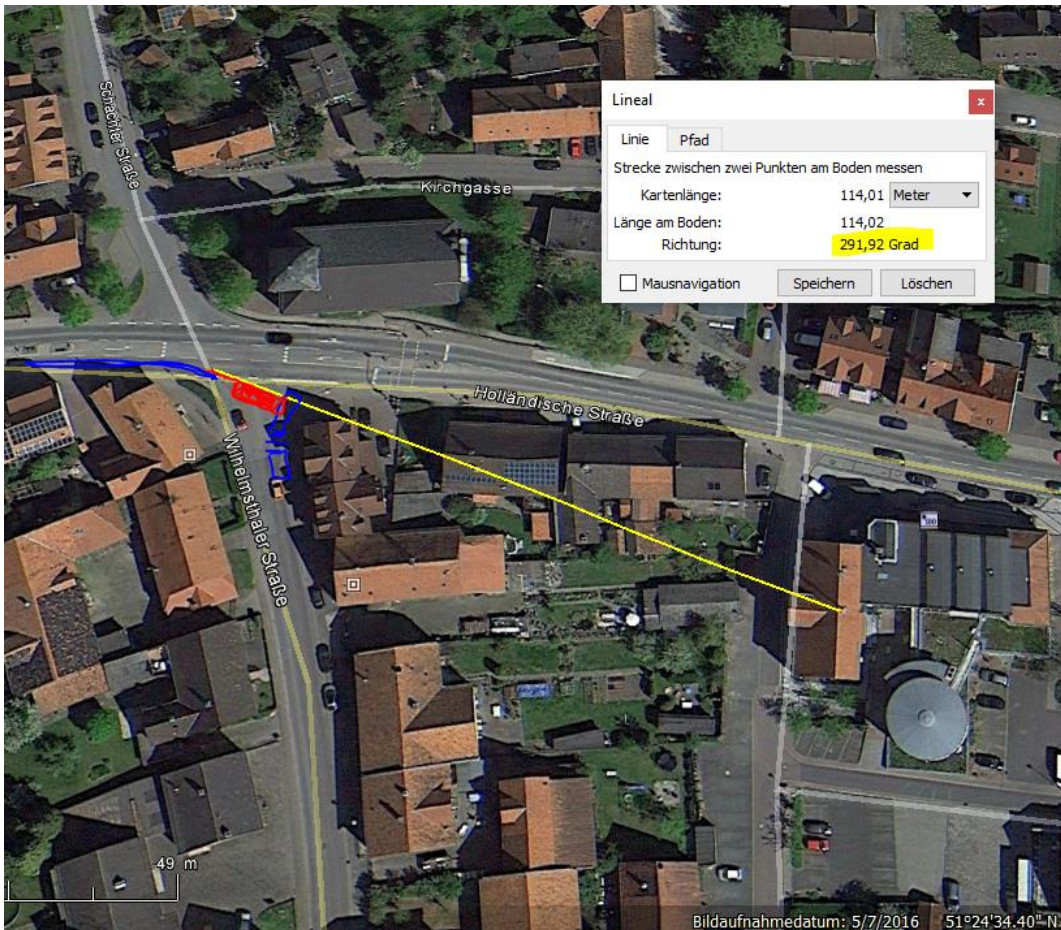 Schachter Straße
Kirchgasse
Holländische Straße
Wilhelmsthaler Straße
Lineal
x
Linie Pfad
Strecke zwischen zwei Punkten am Boden messen
Kartenlänge: 114,01 Meter
Länge am Boden: 114,02
Richtung: 291,92 Grad
Mausnavigation Speichern Löschen
49 m
Bildaufnahmedatum: 5/7/2016 51°24'34.40" N